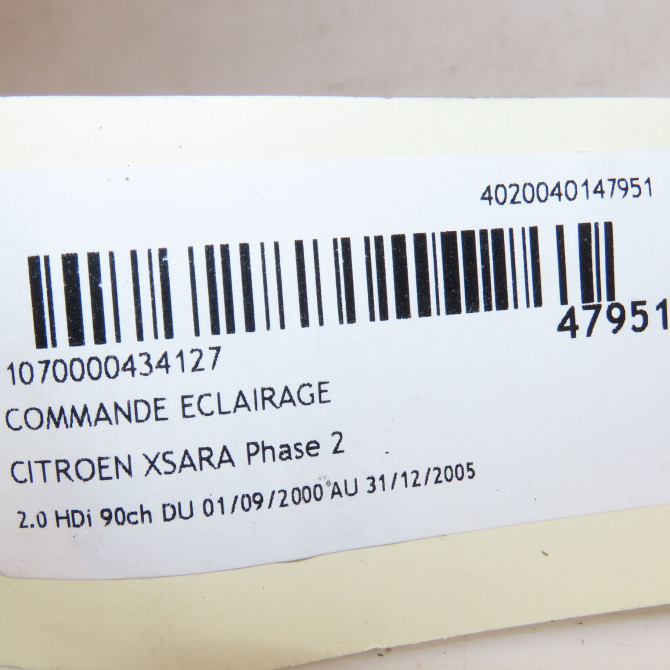 4020040147951
47951
1070000434127
COMMANDE ECLAIRAGE
CITROEN XSARA Phase 2
2.0 HDi 90ch DU 01/09/2000 AU 31/12/2005